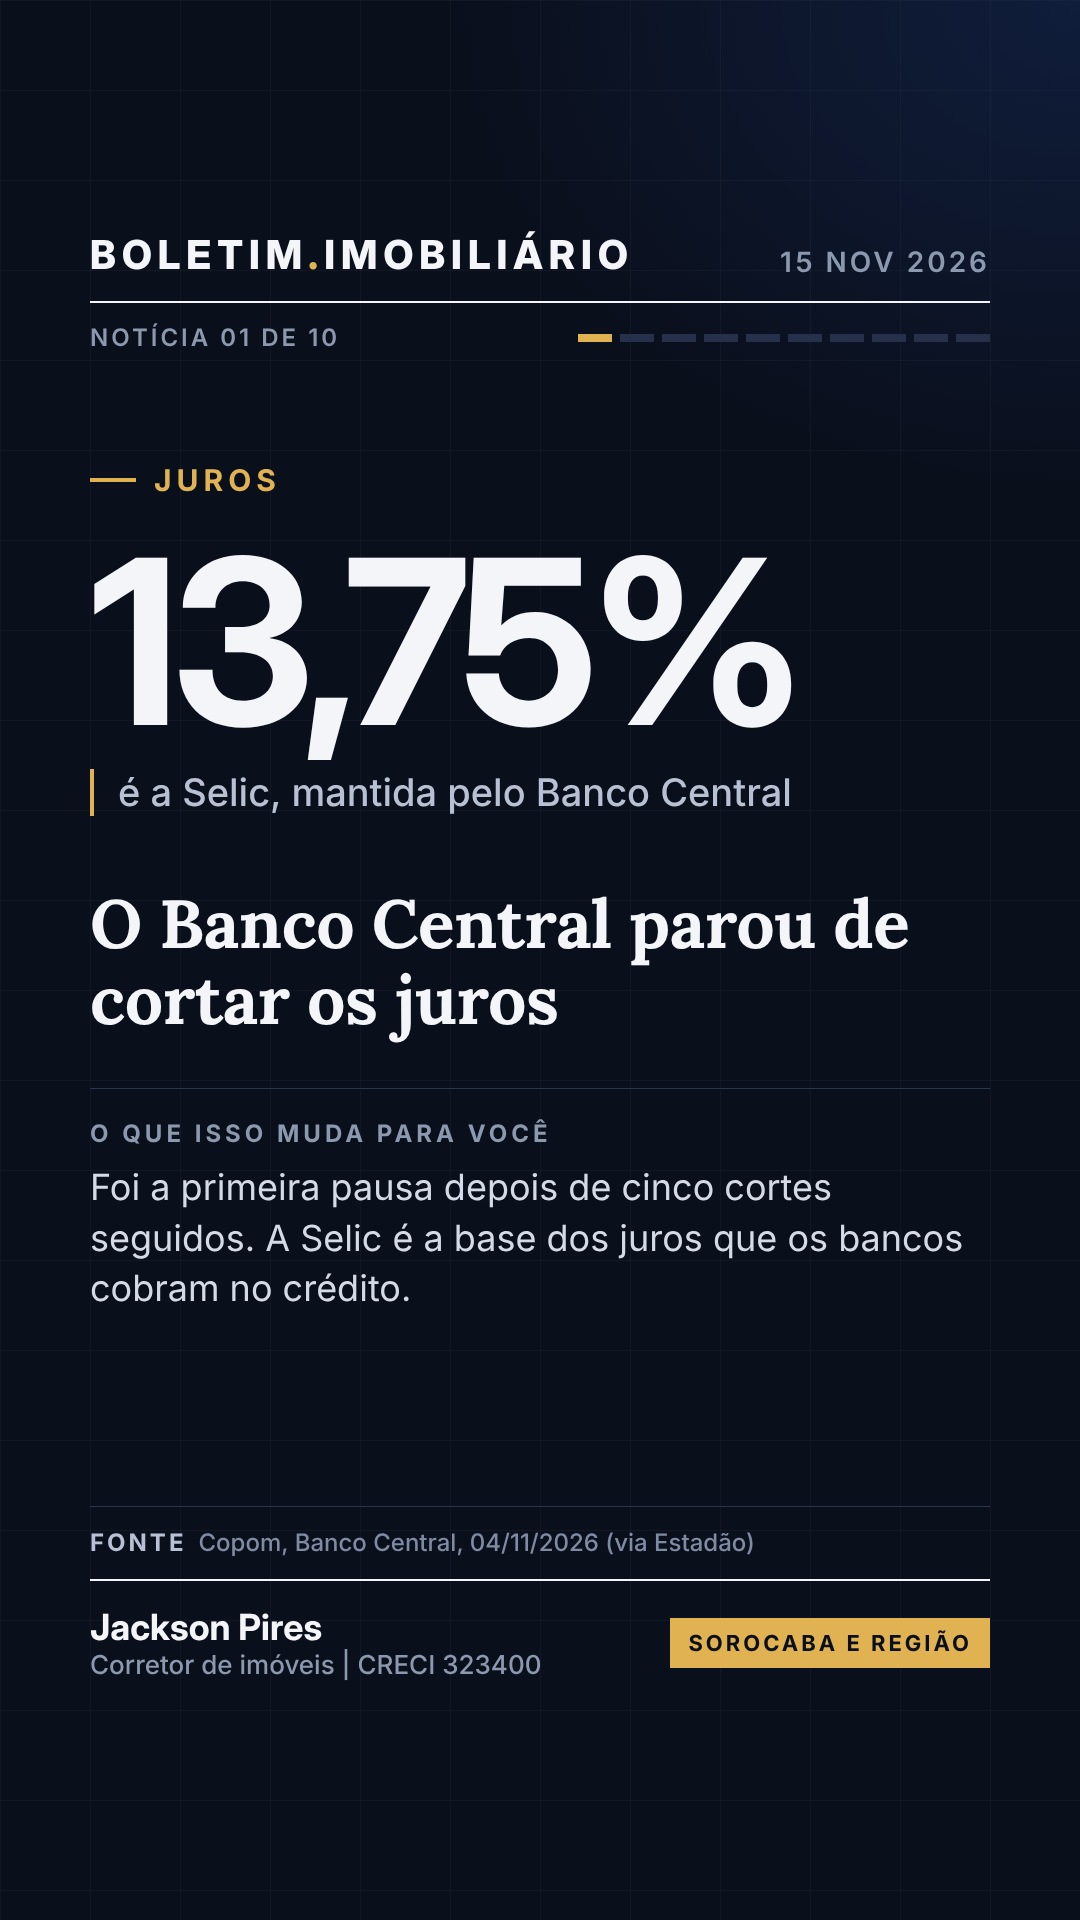 BOLETIM.IMOBILIÁRIO
15 NOV 2026
NOTÍCIA 01 DE 10
JUROS
13,75%
é a Selic, mantida pelo Banco Central
O Banco Central parou de
cortar os juros
O QUE ISSO MUDA PARA VOCÊ
Foi a primeira pausa depois de cinco cortes
seguidos. A Selic é a base dos juros que os bancos
cobram no crédito.
FONTE Copom, Banco Central, 04/11/2026 (via Estadão)
Jackson Pires
Corretor de imóveis | CRECI 323400
SOROCABA E REGIÃO